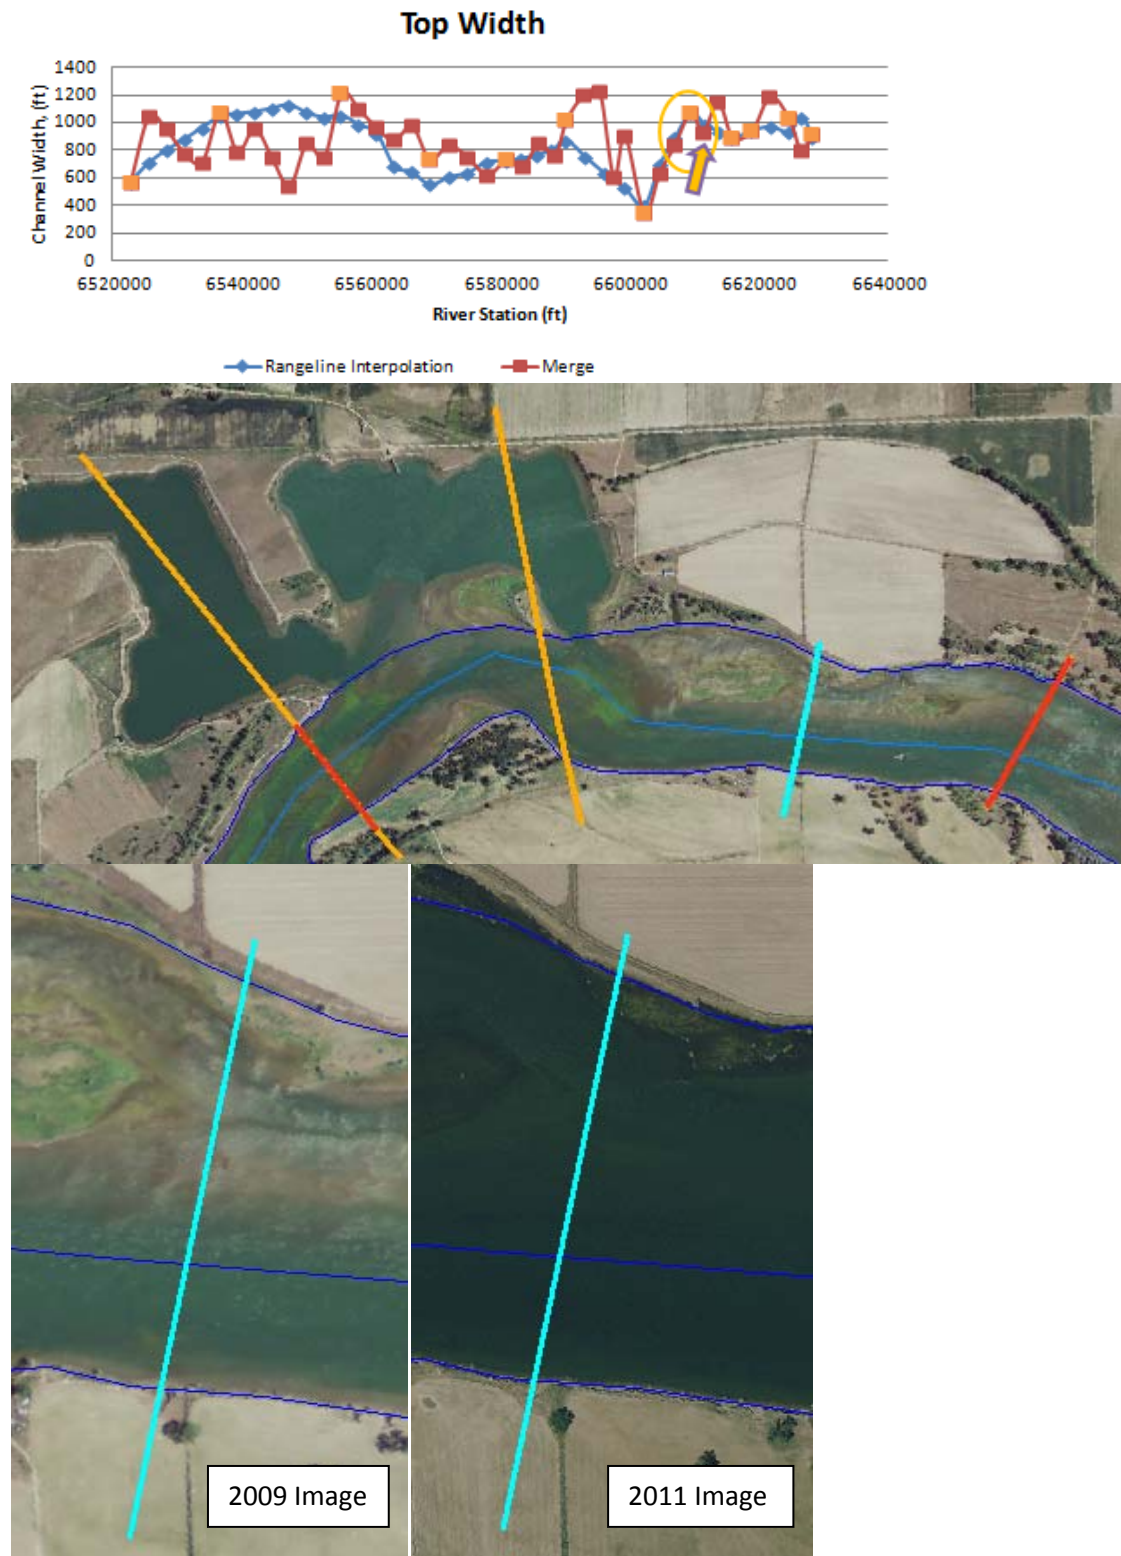 Top Width
1400
1200
1000
800
600
400
200
0
Channel Width, (ft)
6520000 6540000 6560000 6580000 6600000 6620000 6640000
River Station (ft)
Rangeline Interpolation Merge
2009 Image 2011 Image